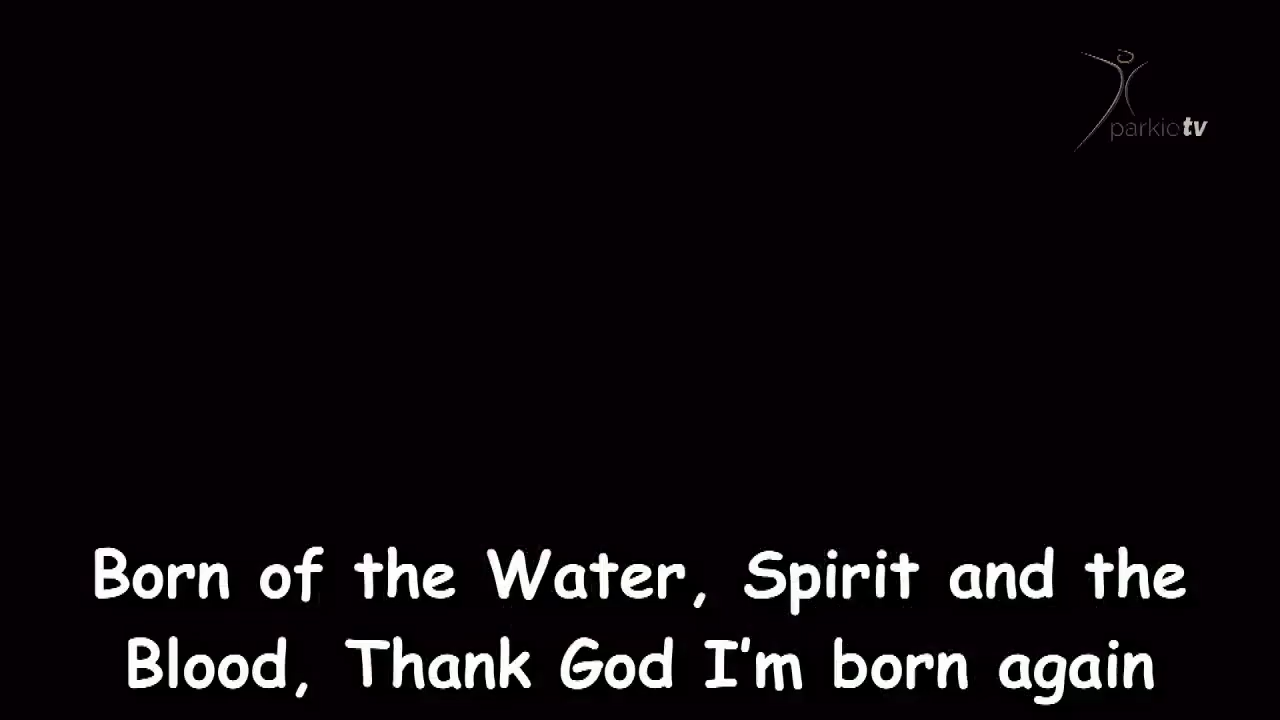 parkiotv
Born of the Water, Spirit and the
Blood, Thank God I'm born again